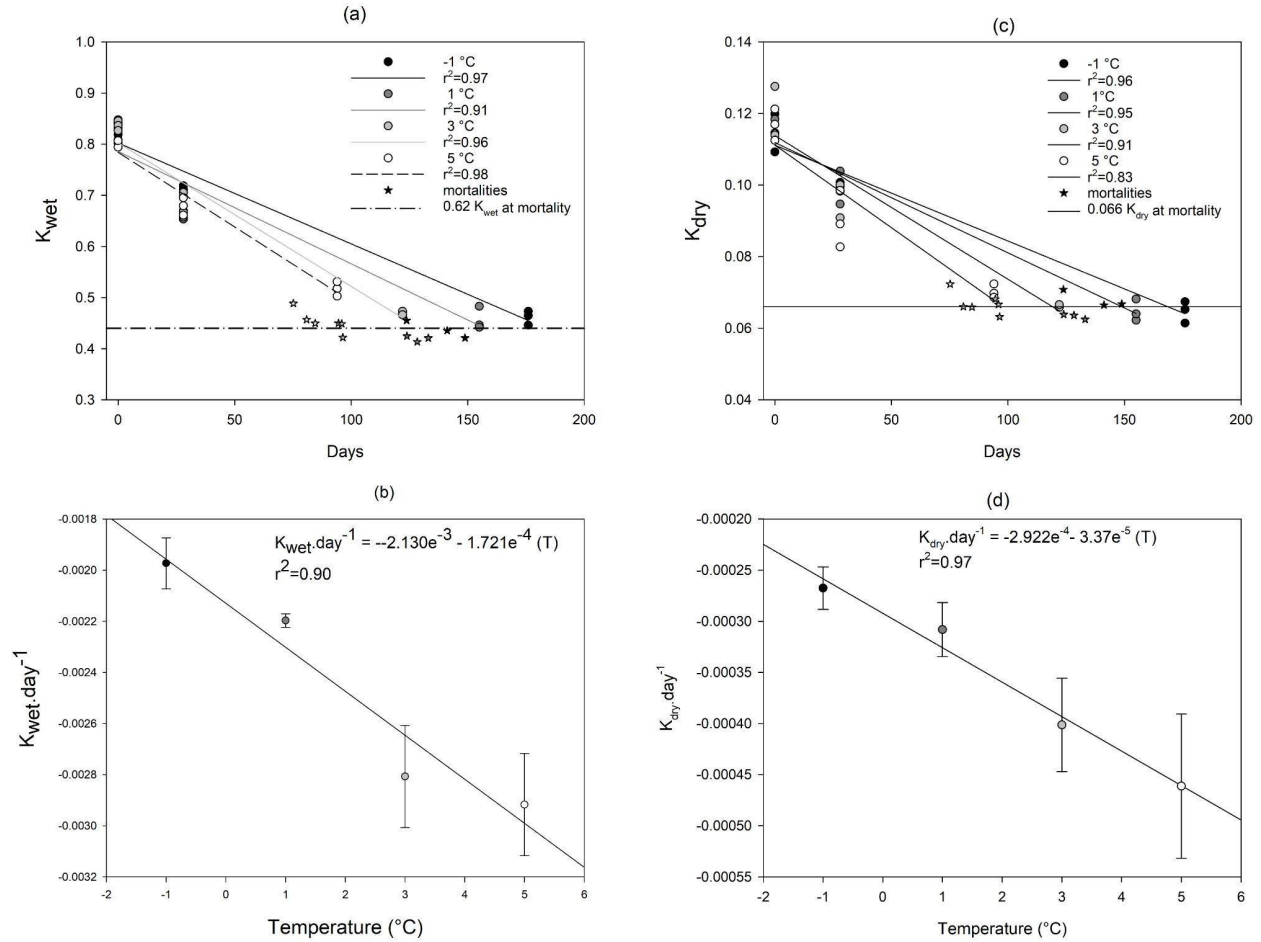 (a)
1.0
0.9
0.8
0.7
0.6
0.5
0.4
0.3
K_wet
0
50
100
150
200
Days
-1 °C
r²=0.97
1 °C
r²=0.91
3 °C
r²=0.96
5 °C
r²=0.98
mortalities
0.62 K_wet at mortality
(c)
0.14
0.12
0.10
0.08
0.06
0.04
K_dry
0
50
100
150
200
Days
-1 °C
r²=0.96
1°C
r²=0.95
3 °C
r²=0.91
5 °C
r²=0.83
mortalities
0.066 K_dry at mortality
(b)
-0.0018
-0.0020
-0.0022
-0.0024
-0.0026
-0.0028
-0.0030
-0.0032
K_wet.day⁻¹
K_wet.day⁻¹ = --2.130e⁻³ - 1.721e⁻⁴ (T)
r²=0.90
-2
-1
0
1
2
3
4
5
6
Temperature (°C)
(d)
-0.00020
-0.00025
-0.00030
-0.00035
-0.00040
-0.00045
-0.00050
-0.00055
K_dry.day⁻¹
K_dry.day⁻¹ = -2.922e⁻⁴- 3.37e⁻⁵ (T)
r²=0.97
-2
-1
0
1
2
3
4
5
6
Temperature (°C)